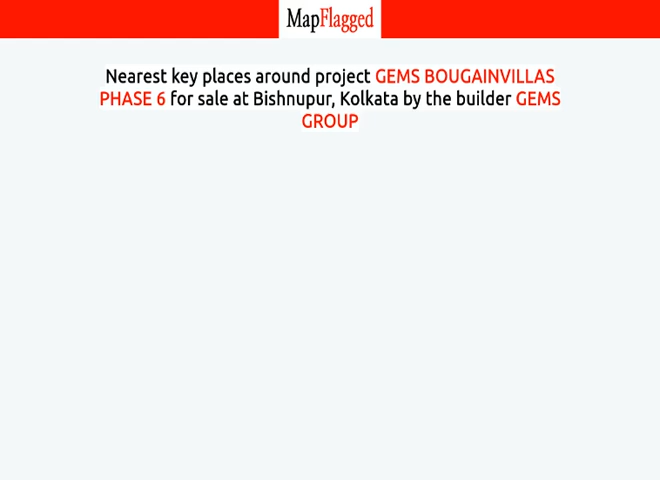 MapFlagged
Nearest key places around project GEMS BOUGAINVILLAS
PHASE 6 for sale at Bishnupur, Kolkata by the builder GEMS
GROUP